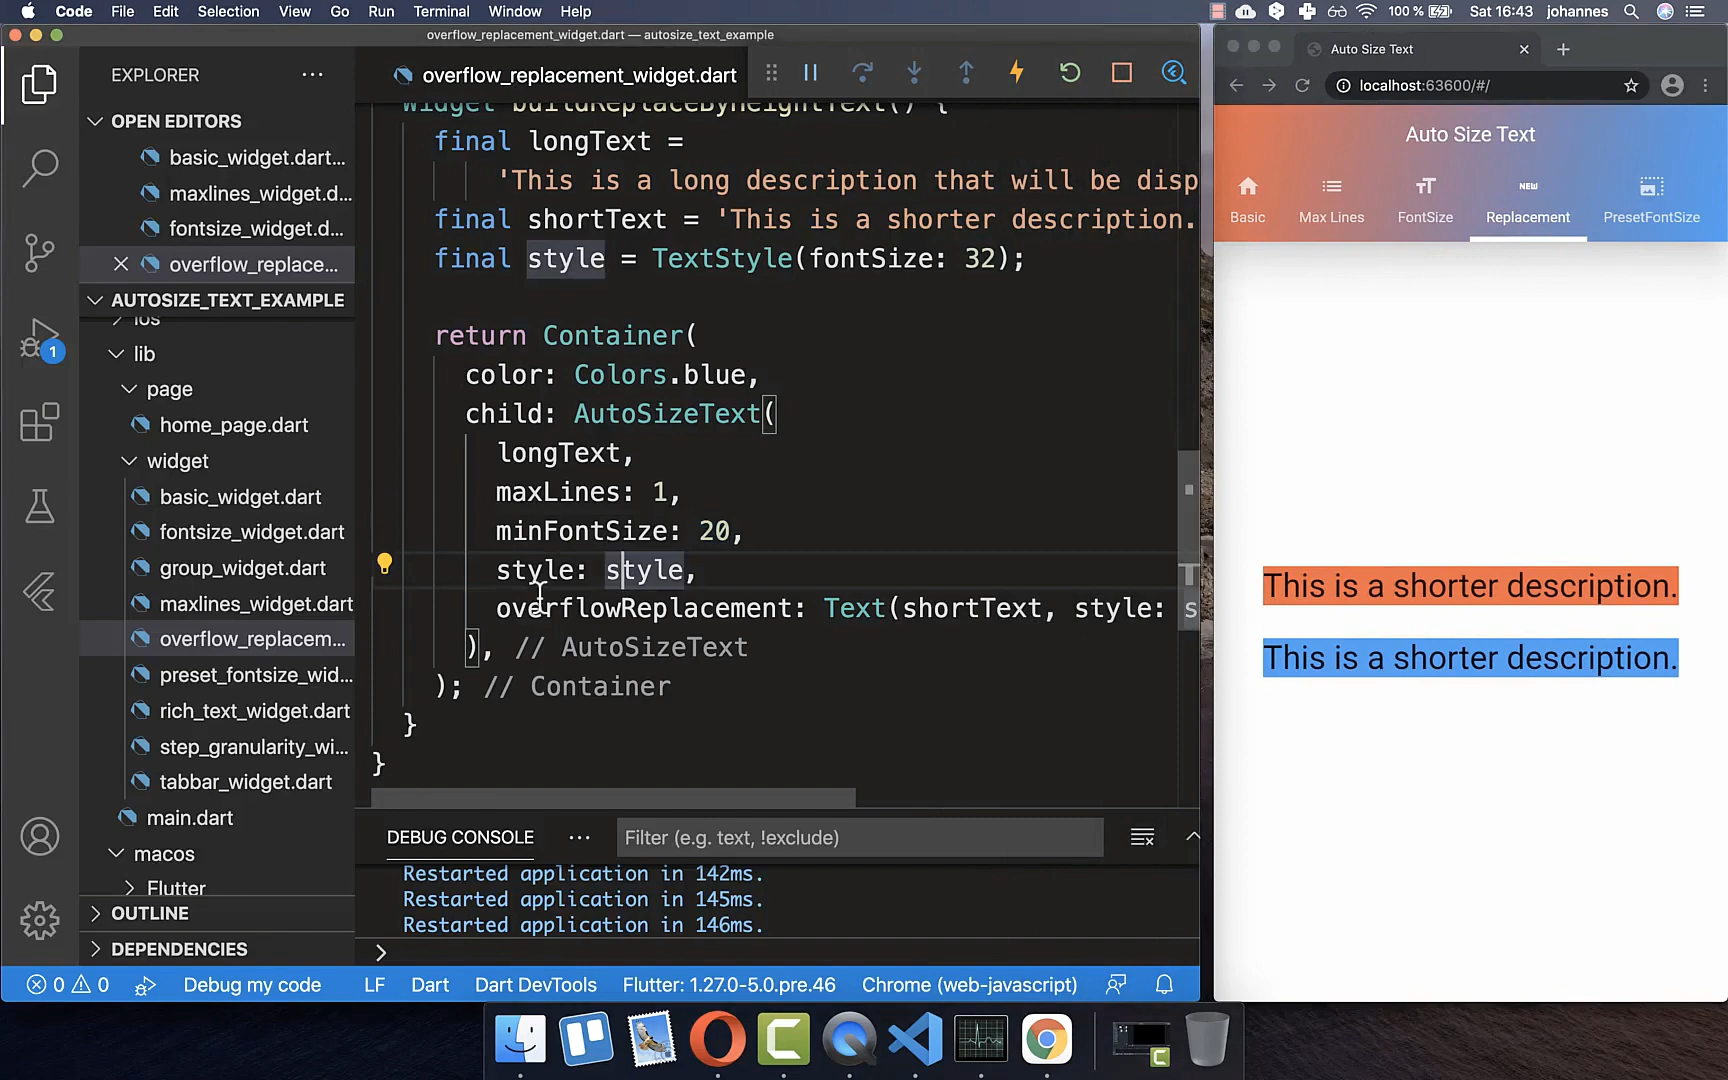 Code File Edit Selection View Go Run Terminal Window Help 100 % Sat 16:43 johannes
overflow_replacement_widget.dart — autosize_text_example
EXPLORER
OPEN EDITORS
basic_widget.dart...
maxlines_widget.d...
fontsize_widget.d...
overflow_replace...
AUTOSIZE_TEXT_EXAMPLE
ios
lib
page
home_page.dart
widget
basic_widget.dart
fontsize_widget.dart
group_widget.dart
maxlines_widget.dart
overflow_replacem...
preset_fontsize_wid...
rich_text_widget.dart
step_granularity_wi...
tabbar_widget.dart
main.dart
macos
Flutter
OUTLINE
DEPENDENCIES
1
overflow_replacement_widget.dart
Widget buildReplaceByHeightText() {
final longText =
'This is a long description that will be disp
final shortText = 'This is a shorter description.
final style = TextStyle(fontSize: 32);
return Container(
color: Colors.blue,
child: AutoSizeText(
longText,
maxLines: 1,
minFontSize: 20,
style: style,
overflowReplacement: Text(shortText, style: s
), // AutoSizeText
); // Container
}
}
DEBUG CONSOLE ... Filter (e.g. text, !exclude)
Restarted application in 142ms.
Restarted application in 145ms.
Restarted application in 146ms.
>
0 0 Debug my code LF Dart Dart DevTools Flutter: 1.27.0-5.0.pre.46 Chrome (web-javascript)
Auto Size Text
localhost:63600/#/
Auto Size Text
NEW
Basic Max Lines FontSize Replacement PresetFontSize
This is a shorter description.
This is a shorter description.